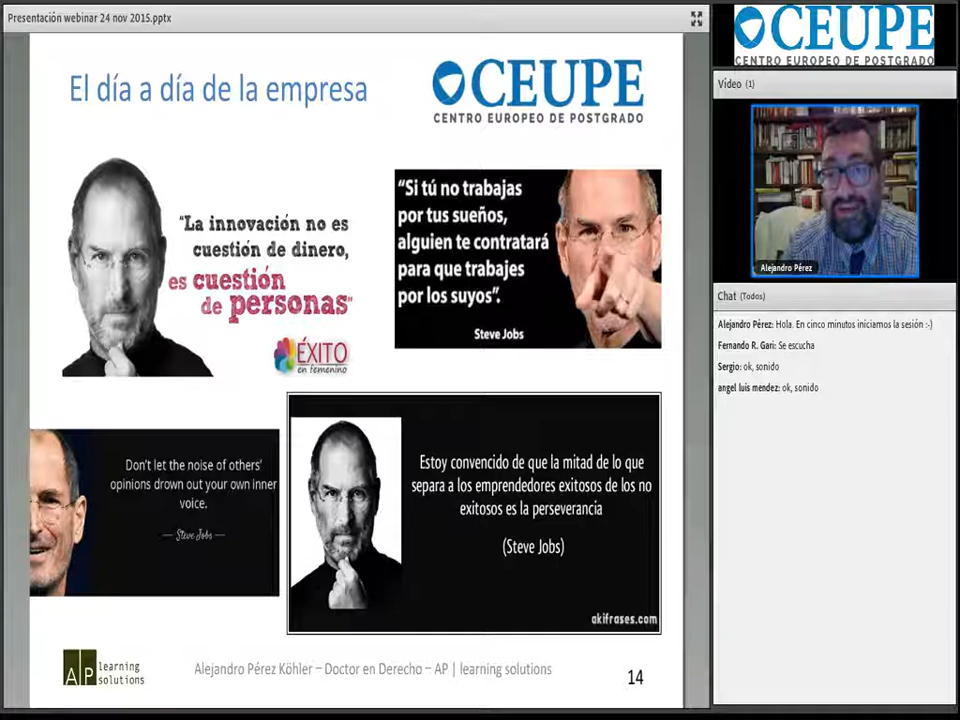 Presentación webinar 24 nov 2015.pptx
El día a día de la empresa
CEUPE
CENTRO EUROPEO DE POSTGRADO
"La innovación no es
cuestión de dinero,
es cuestión
de personas"
ÉXITO
en femenino
"Si tú no trabajas
por tus sueños,
alguien te contratará
para que trabajes
por los suyos".
Steve Jobs
Don't let the noise of others'
opinions drown out your own inner
voice.
— Steve Jobs —
Estoy convencido de que la mitad de lo que
separa a los emprendedores exitosos de los no
exitosos es la perseverancia
(Steve Jobs)
akifrases.com
AP learning
solutions
Alejandro Pérez Köhler – Doctor en Derecho – AP | learning solutions
14
CEUPE
CENTRO EUROPEO DE POSTGRADO
Vídeo (1)
Alejandro Pérez
Chat (Todos)
Alejandro Pérez: Hola. En cinco minutos iniciamos la sesión :-)
Fernando R. Gari: Se escucha
Sergio: ok, sonido
angel luis mendez: ok, sonido